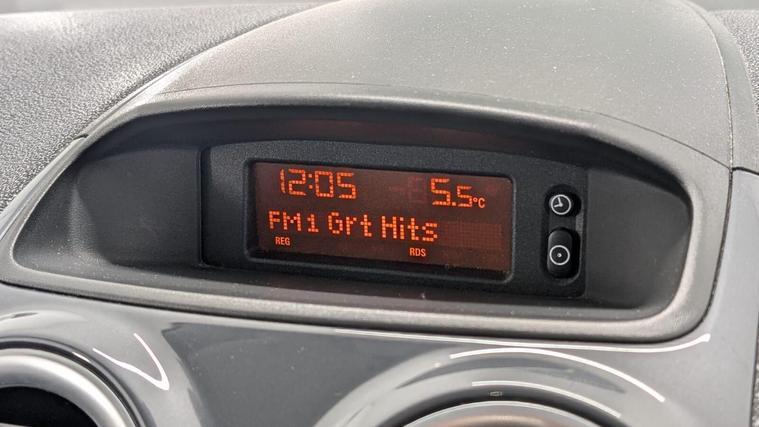 12:05 5.5°C
FM1 Grt Hits
REG RDS